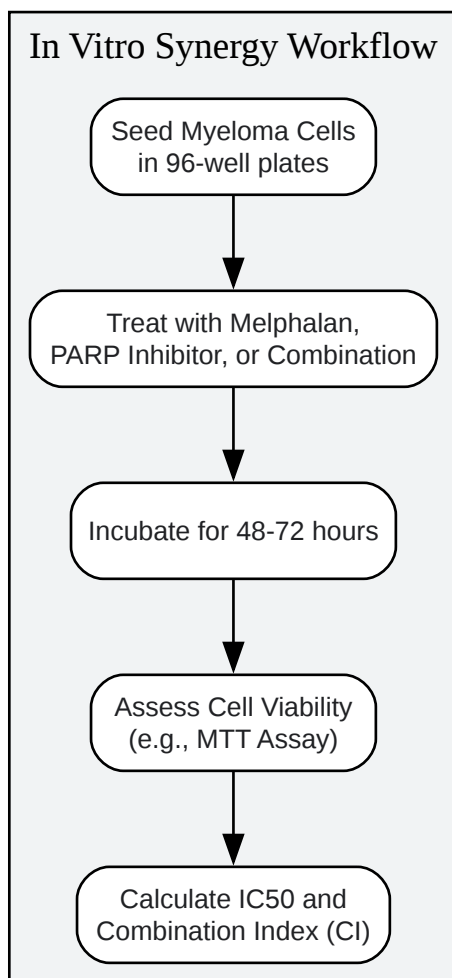 In Vitro Synergy Workflow
Seed Myeloma Cells
in 96-well plates
Treat with Melphalan,
PARP Inhibitor, or Combination
Incubate for 48-72 hours
Assess Cell Viability
(e.g., MTT Assay)
Calculate IC50 and
Combination Index (CI)